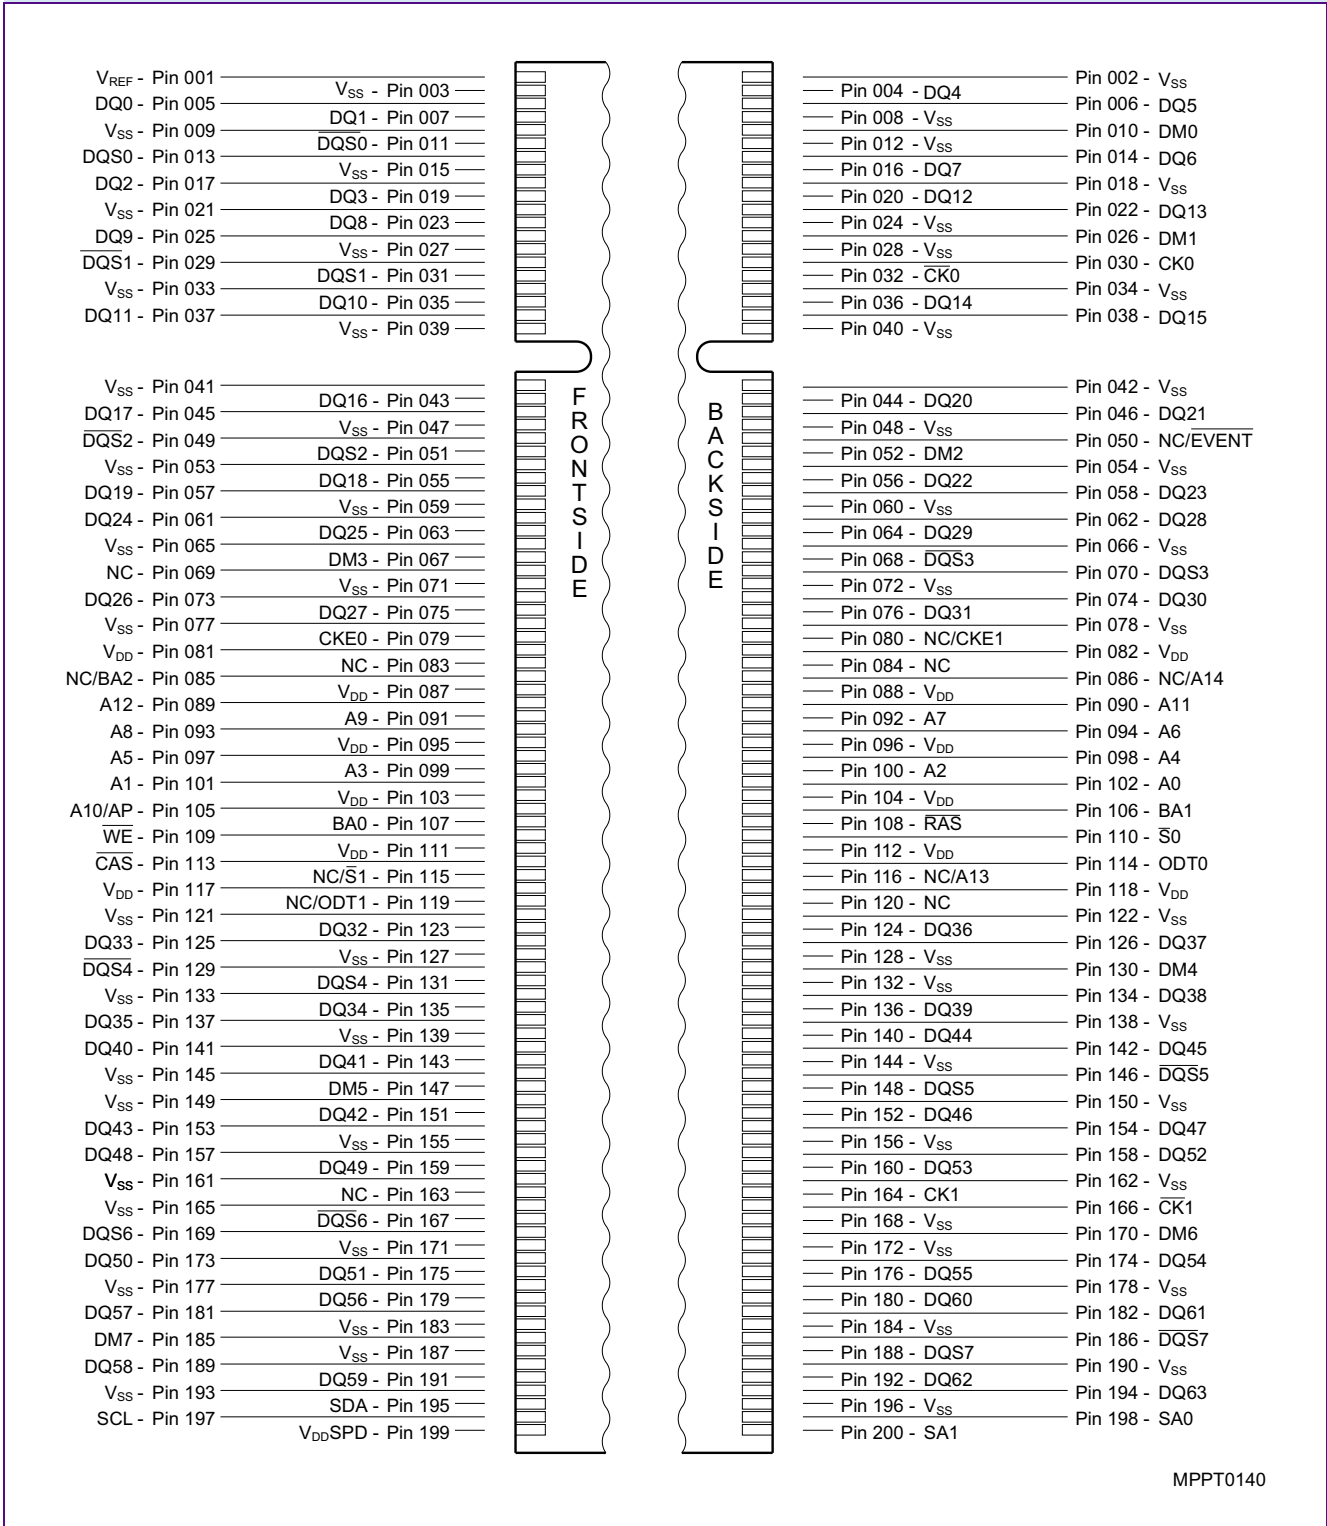 VREF - Pin 001 Pin 002 - VSS
VSS - Pin 003 Pin 004 - DQ4
DQ0 - Pin 005 Pin 006 - DQ5
DQ1 - Pin 007 Pin 008 - VSS
VSS - Pin 009 Pin 010 - DM0
DQS0 - Pin 011 Pin 012 - VSS
DQS0 - Pin 013 Pin 014 - DQ6
VSS - Pin 015 Pin 016 - DQ7
DQ2 - Pin 017 Pin 018 - VSS
DQ3 - Pin 019 Pin 020 - DQ12
VSS - Pin 021 Pin 022 - DQ13
DQ8 - Pin 023 Pin 024 - VSS
DQ9 - Pin 025 Pin 026 - DM1
VSS - Pin 027 Pin 028 - VSS
DQS1 - Pin 029 Pin 030 - CK0
DQS1 - Pin 031 Pin 032 - CK0
VSS - Pin 033 Pin 034 - VSS
DQ10 - Pin 035 Pin 036 - DQ14
DQ11 - Pin 037 Pin 038 - DQ15
VSS - Pin 039 Pin 040 - VSS
FRONTSIDE
BACKSIDE
VSS - Pin 041 Pin 042 - VSS
DQ16 - Pin 043 Pin 044 - DQ20
DQ17 - Pin 045 Pin 046 - DQ21
VSS - Pin 047 Pin 048 - VSS
DQS2 - Pin 049 Pin 050 - NC/EVENT
DQS2 - Pin 051 Pin 052 - DM2
VSS - Pin 053 Pin 054 - VSS
DQ18 - Pin 055 Pin 056 - DQ22
DQ19 - Pin 057 Pin 058 - DQ23
VSS - Pin 059 Pin 060 - VSS
DQ24 - Pin 061 Pin 062 - DQ28
DQ25 - Pin 063 Pin 064 - DQ29
VSS - Pin 065 Pin 066 - VSS
DM3 - Pin 067 Pin 068 - DQS3
NC - Pin 069 Pin 070 - DQS3
VSS - Pin 071 Pin 072 - VSS
DQ26 - Pin 073 Pin 074 - DQ30
DQ27 - Pin 075 Pin 076 - DQ31
VSS - Pin 077 Pin 078 - VSS
CKE0 - Pin 079 Pin 080 - NC/CKE1
VDD - Pin 081 Pin 082 - VDD
NC - Pin 083 Pin 084 - NC
NC/BA2 - Pin 085 Pin 086 - NC/A14
VDD - Pin 087 Pin 088 - VDD
A12 - Pin 089 Pin 090 - A11
A9 - Pin 091 Pin 092 - A7
A8 - Pin 093 Pin 094 - A6
VDD - Pin 095 Pin 096 - VDD
A5 - Pin 097 Pin 098 - A4
A3 - Pin 099 Pin 100 - A2
A1 - Pin 101 Pin 102 - A0
VDD - Pin 103 Pin 104 - VDD
A10/AP - Pin 105 Pin 106 - BA1
BA0 - Pin 107 Pin 108 - RAS
WE - Pin 109 Pin 110 - S0
VDD - Pin 111 Pin 112 - VDD
CAS - Pin 113 Pin 114 - ODT0
NC/S1 - Pin 115 Pin 116 - NC/A13
VDD - Pin 117 Pin 118 - VDD
NC/ODT1 - Pin 119 Pin 120 - NC
VSS - Pin 121 Pin 122 - VSS
DQ32 - Pin 123 Pin 124 - DQ36
DQ33 - Pin 125 Pin 126 - DQ37
VSS - Pin 127 Pin 128 - VSS
DQS4 - Pin 129 Pin 130 - DM4
DQS4 - Pin 131 Pin 132 - VSS
VSS - Pin 133 Pin 134 - DQ38
DQ34 - Pin 135 Pin 136 - DQ39
DQ35 - Pin 137 Pin 138 - VSS
VSS - Pin 139 Pin 140 - DQ44
DQ40 - Pin 141 Pin 142 - DQ45
DQ41 - Pin 143 Pin 144 - VSS
VSS - Pin 145 Pin 146 - DQS5
DM5 - Pin 147 Pin 148 - DQS5
VSS - Pin 149 Pin 150 - VSS
DQ42 - Pin 151 Pin 152 - DQ46
DQ43 - Pin 153 Pin 154 - DQ47
VSS - Pin 155 Pin 156 - VSS
DQ48 - Pin 157 Pin 158 - DQ52
DQ49 - Pin 159 Pin 160 - DQ53
VSS - Pin 161 Pin 162 - VSS
NC - Pin 163 Pin 164 - CK1
VSS - Pin 165 Pin 166 - CK1
DQS6 - Pin 167 Pin 168 - VSS
DQS6 - Pin 169 Pin 170 - DM6
VSS - Pin 171 Pin 172 - VSS
DQ50 - Pin 173 Pin 174 - DQ54
DQ51 - Pin 175 Pin 176 - DQ55
VSS - Pin 177 Pin 178 - VSS
DQ56 - Pin 179 Pin 180 - DQ60
DQ57 - Pin 181 Pin 182 - DQ61
VSS - Pin 183 Pin 184 - VSS
DM7 - Pin 185 Pin 186 - DQS7
VSS - Pin 187 Pin 188 - DQS7
DQ58 - Pin 189 Pin 190 - VSS
DQ59 - Pin 191 Pin 192 - DQ62
VSS - Pin 193 Pin 194 - DQ63
SDA - Pin 195 Pin 196 - VSS
SCL - Pin 197 Pin 198 - SA0
VDDSPD - Pin 199 Pin 200 - SA1
MPPT0140